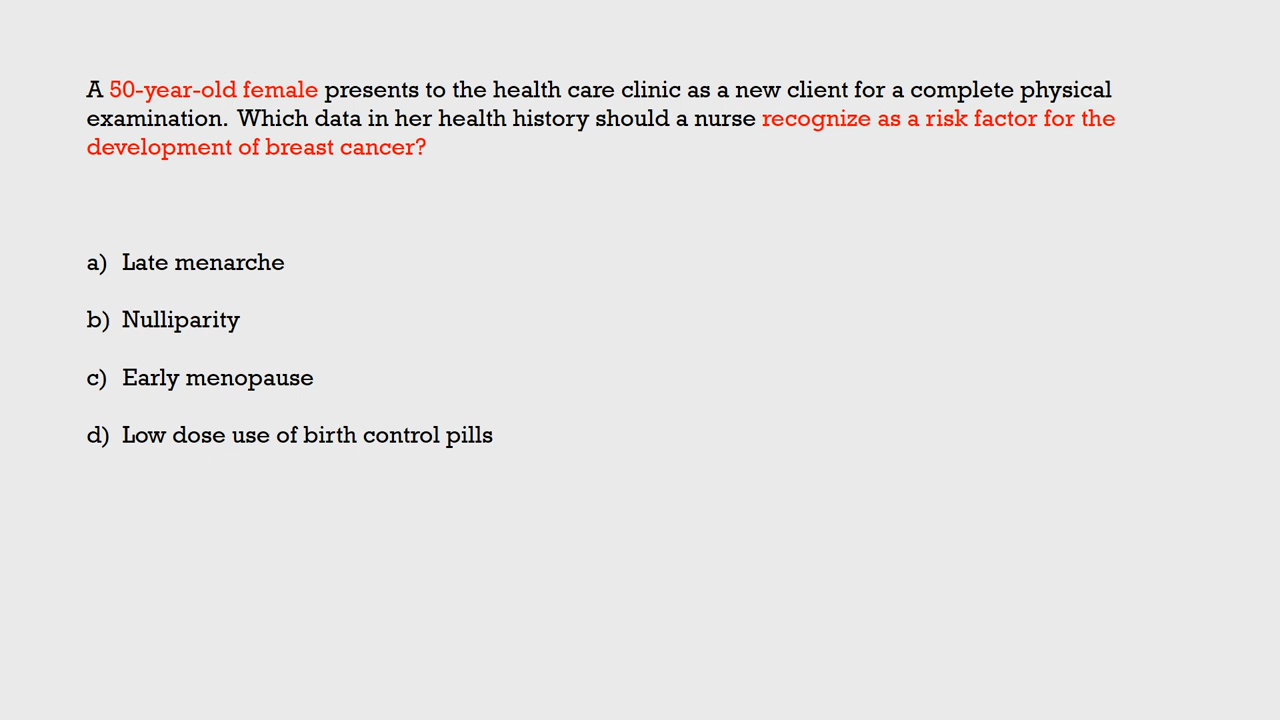 A 50-year-old female presents to the health care clinic as a new client for a complete physical
examination. Which data in her health history should a nurse recognize as a risk factor for the
development of breast cancer?
a) Late menarche
b) Nulliparity
c) Early menopause
d) Low dose use of birth control pills